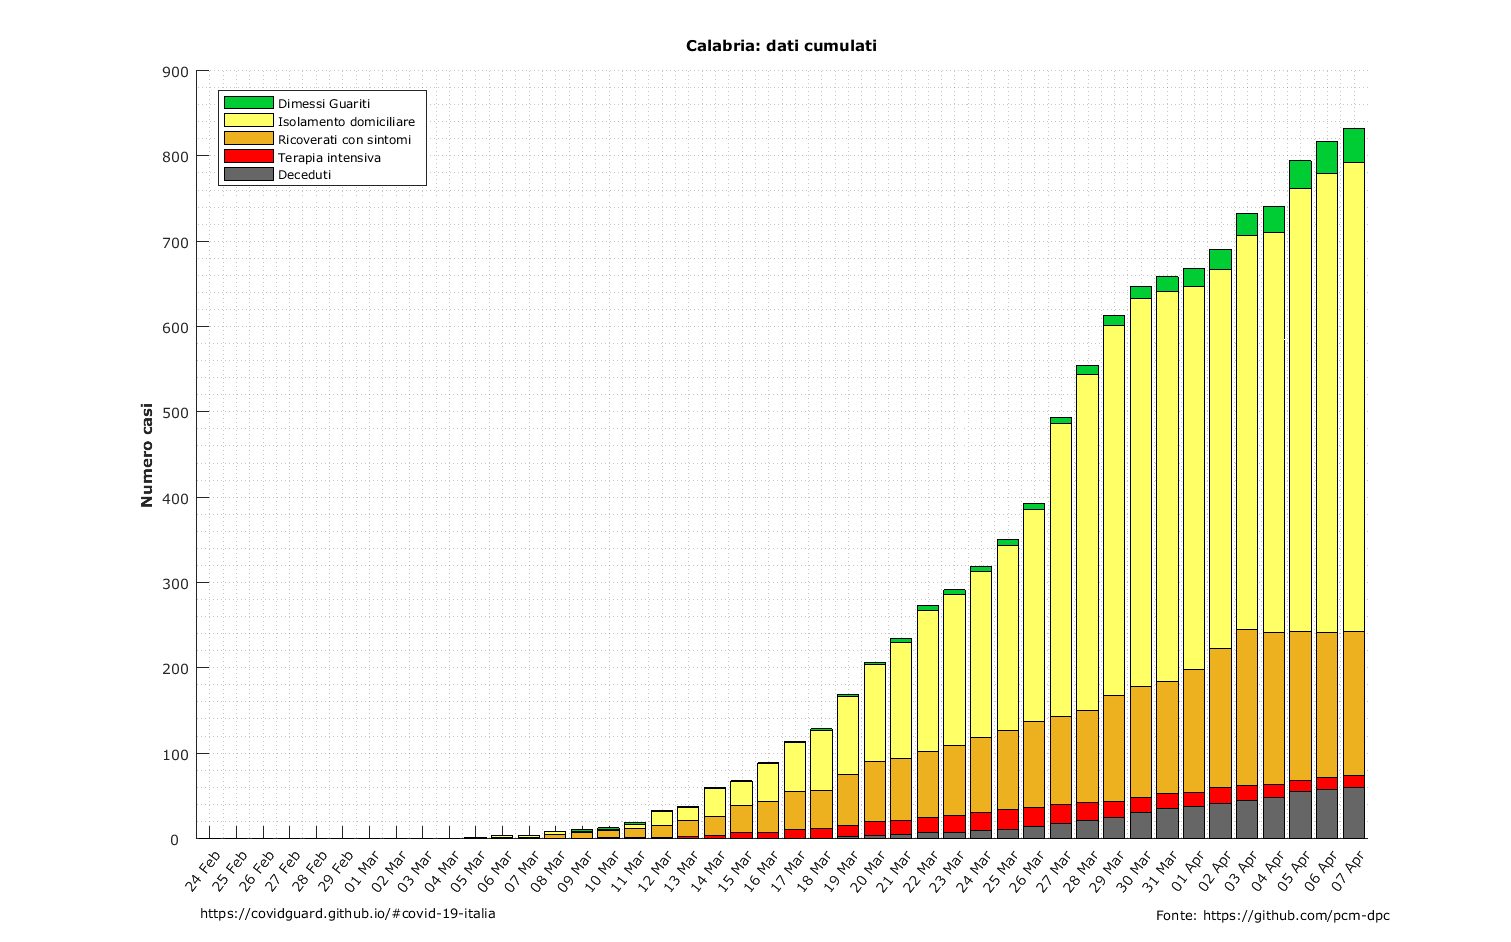 Calabria: dati cumulati
900
800
700
600
500
400
300
200
100
0
Numero casi
Dimessi Guariti
Isolamento domiciliare
Ricoverati con sintomi
Terapia intensiva
Deceduti
24 Feb
25 Feb
26 Feb
27 Feb
28 Feb
29 Feb
01 Mar
02 Mar
03 Mar
04 Mar
05 Mar
06 Mar
07 Mar
08 Mar
09 Mar
10 Mar
11 Mar
12 Mar
13 Mar
14 Mar
15 Mar
16 Mar
17 Mar
18 Mar
19 Mar
20 Mar
21 Mar
22 Mar
23 Mar
24 Mar
25 Mar
26 Mar
27 Mar
28 Mar
29 Mar
30 Mar
31 Mar
01 Apr
02 Apr
03 Apr
04 Apr
05 Apr
06 Apr
07 Apr
https://covidguard.github.io/#covid-19-italia
Fonte: https://github.com/pcm-dpc